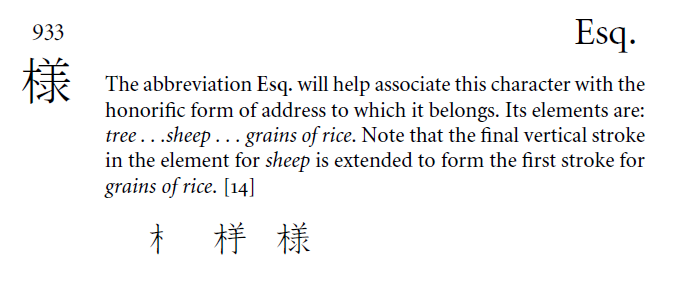 933
Esq.
様
The abbreviation Esq. will help associate this character with the
honorific form of address to which it belongs. Its elements are:
tree . . .sheep . . . grains of rice. Note that the final vertical stroke
in the element for sheep is extended to form the first stroke for
grains of rice. [14]
木 样 様